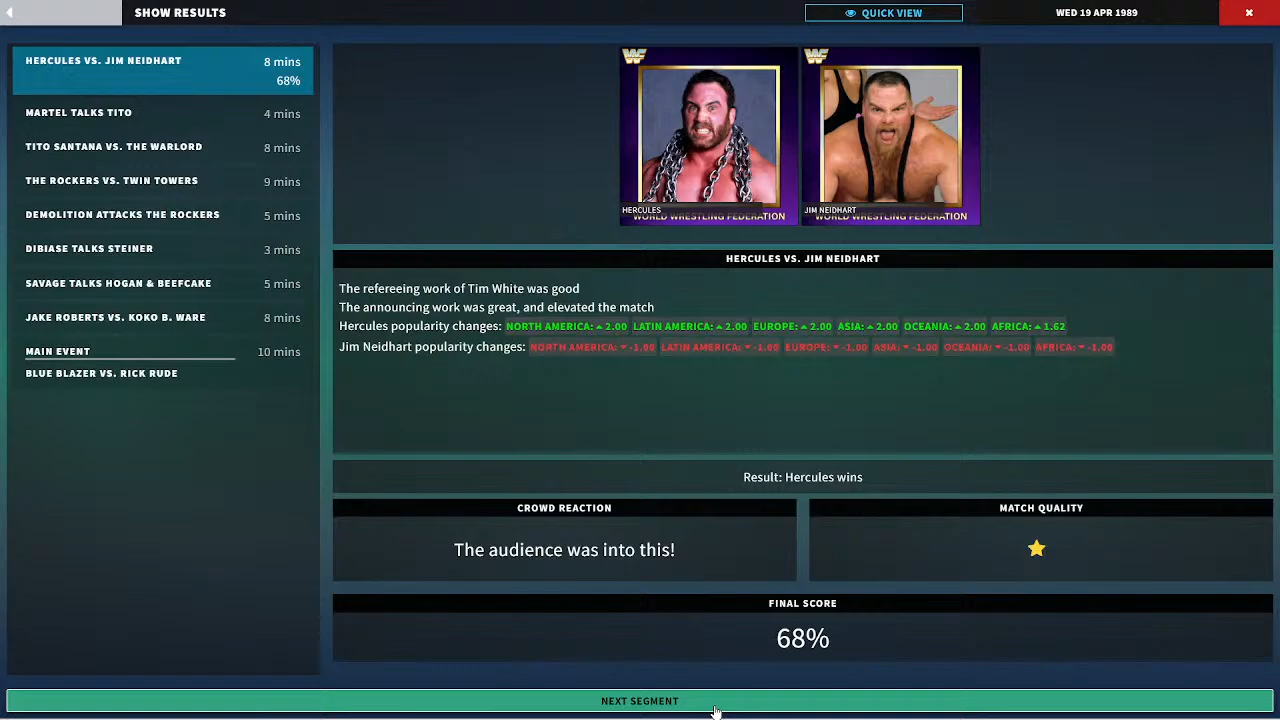 SHOW RESULTS
QUICK VIEW
WED 19 APR 1989
HERCULES VS. JIM NEIDHART 8 mins
68%
MARTEL TALKS TITO 4 mins
TITO SANTANA VS. THE WARLORD 8 mins
THE ROCKERS VS. TWIN TOWERS 9 mins
DEMOLITION ATTACKS THE ROCKERS 5 mins
DIBIASE TALKS STEINER 3 mins
SAVAGE TALKS HOGAN & BEEFCAKE 5 mins
JAKE ROBERTS VS. KOKO B. WARE 8 mins
MAIN EVENT 10 mins
BLUE BLAZER VS. RICK RUDE
HERCULES
WORLD WRESTLING FEDERATION
JIM NEIDHART
WORLD WRESTLING FEDERATION
HERCULES VS. JIM NEIDHART
The refereeing work of Tim White was good
The announcing work was great, and elevated the match
Hercules popularity changes: NORTH AMERICA: 2.00 LATIN AMERICA: 2.00 EUROPE: 2.00 ASIA: 2.00 OCEANIA: 2.00 AFRICA: 1.62
Jim Neidhart popularity changes: NORTH AMERICA: -1.00 LATIN AMERICA: -1.00 EUROPE: -1.00 ASIA: -1.00 OCEANIA: -1.00 AFRICA: -1.00
Result: Hercules wins
CROWD REACTION
The audience was into this!
MATCH QUALITY
FINAL SCORE
68%
NEXT SEGMENT